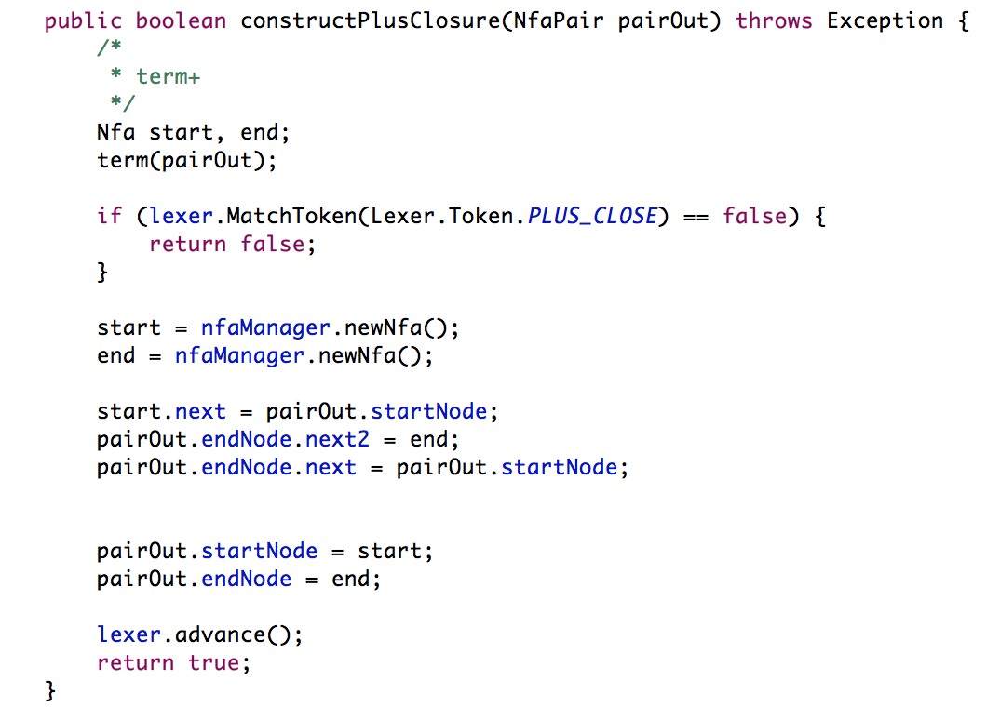 public boolean constructPlusClosure(NfaPair pairOut) throws Exception {
/*
* term+
*/
Nfa start, end;
term(pairOut);
if (lexer.MatchToken(Lexer.Token.PLUS_CLOSE) == false) {
return false;
}
start = nfaManager.newNfa();
end = nfaManager.newNfa();
start.next = pairOut.startNode;
pairOut.endNode.next2 = end;
pairOut.endNode.next = pairOut.startNode;
pairOut.startNode = start;
pairOut.endNode = end;
lexer.advance();
return true;
}